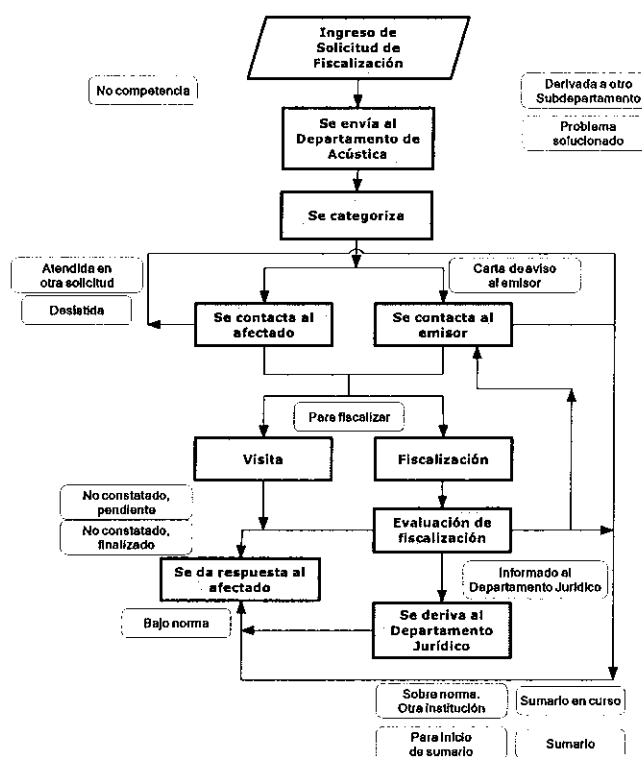 Ingreso de
Solicitud de
Fiscalización
No competencia
Derivada a otro
Subdepartamento
Se envía al
Departamento de
Acústica
Problema
solucionado
Se categoriza
Atendida en
otra solicitud
Carta de aviso
al emisor
Desistida
Se contacta al
afectado
Se contacta al
emisor
Para fiscalizar
Visita
Fiscalización
No constatado,
pendiente
No constatado,
finalizado
Evaluación de
fiscalización
Se da respuesta al
afectado
Informado al
Departamento Jurídico
Bajo norma
Se deriva al
Departamento
Jurídico
Sobre norma.
Otra institución
Sumario en curso
Para inicio
de sumario
Sumario